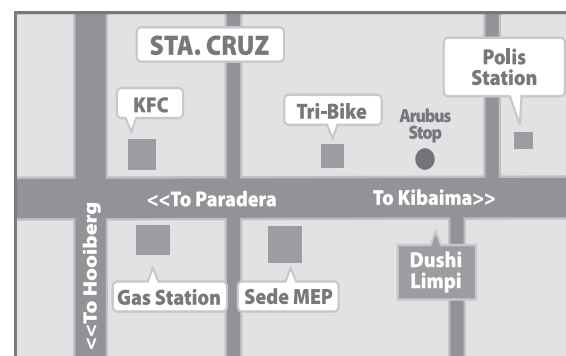 STA. CRUZ
Polis
Station
KFC
Tri-Bike
Arubus
Stop
<<To Paradera
To Kibaima>>
<<To Hooiberg
Gas Station
Sede MEP
Dushi
Limpi